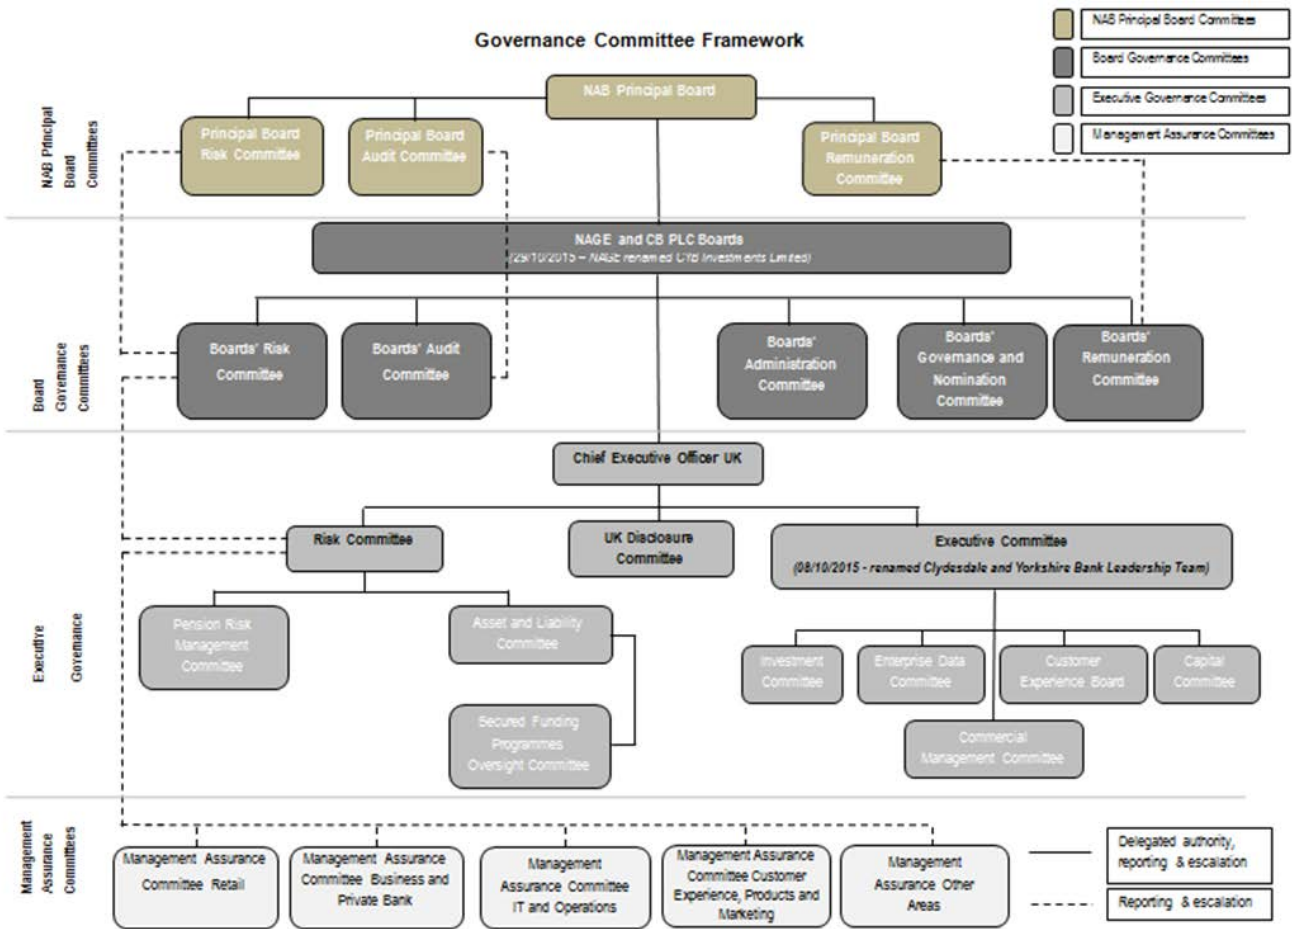 NAB Principal Board Committees
Governance Committee Framework
Board Governance Committees
Executive Governance Committees
Management Assurance Committees
NAB Principal
Board
Committees
NAB Principal Board
Principal Board
Risk Committee
Principal Board
Audit Committee
Principal Board
Remuneration
Committee
NAGE and CB PLC Boards
(29/10/2015 – NAGE renamed CYB Investments Limited)
Board
Governance
Committees
Boards' Risk
Committee
Boards' Audit
Committee
Boards'
Administration
Committee
Boards'
Governance and
Nomination
Committee
Boards'
Remuneration
Committee
Executive
Governance
Chief Executive Officer UK
Risk Committee
UK Disclosure
Committee
Executive Committee
(08/10/2015 - renamed Clydesdale and Yorkshire Bank Leadership Team)
Pension Risk
Management
Committee
Asset and Liability
Committee
Secured Funding
Programmes
Oversight Committee
Investment
Committee
Enterprise Data
Committee
Customer
Experience Board
Capital
Committee
Commercial
Management Committee
Management
Assurance
Committees
Management Assurance
Committee Retail
Management Assurance
Committee Business and
Private Bank
Management
Assurance Committee
IT and Operations
Management Assurance
Committee Customer
Experience, Products and
Marketing
Management
Assurance Other
Areas
Delegated authority,
reporting & escalation
Reporting & escalation